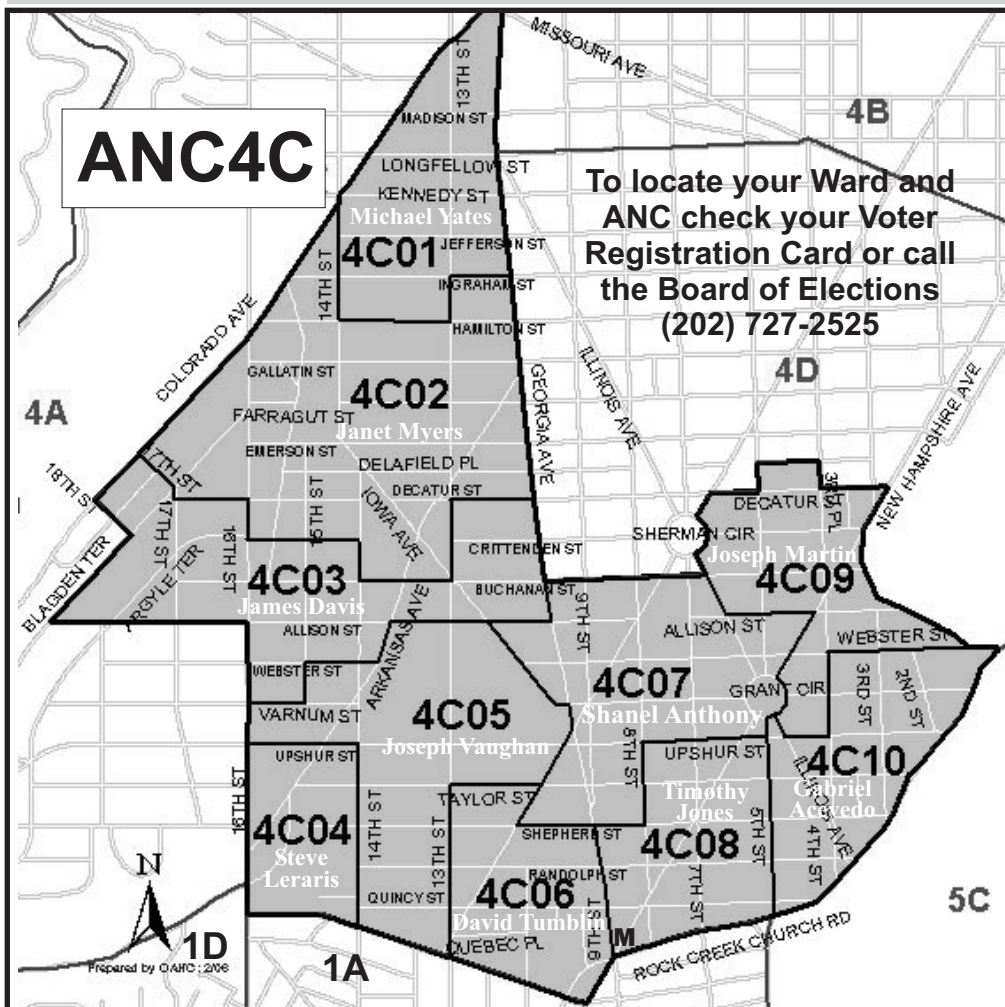 MISSOURI AVE
13TH ST
MADISON ST
4B
ANC4C
LONGFELLOW ST
KENNEDY ST
Michael Yates
4C01
JEFFERSON ST
INGRAHAM ST
To locate your Ward and
ANC check your Voter
Registration Card or call
the Board of Elections
(202) 727-2525
14TH ST
COLORADO AVE
HAMILTON ST
GALLATIN ST
4C02
FARRAGUT ST
Janet Myers
EMERSON ST
DELAFIELD PL
DECATUR ST
GEORGIA AVE
ILLINOIS AVE
4D
NEW HAMPSHIRE AVE
4A
17TH ST
18TH ST
17TH ST
16TH ST
15TH ST
IOWA AVE
CRITTENDEN ST
BUCHANAN ST
SHERMAN CIR
DECATUR ST
3RD PL
Joseph Martin
4C09
BLAGDEN TER
ARGYLE TER
4C03
James Davis
ALLISON ST
ARKANSAS AVE
WEBSTER ST
VARNUM ST
9TH ST
ALLISON ST
WEBSTER ST
4C07
Shanel Anthony
GRANT CIR
3RD ST
2ND ST
4C05
Joseph Vaughan
8TH ST
UPSHUR ST
UPSHUR ST
4C10
Gabriel
Acevedo
ILLINOIS AVE
16TH ST
14TH ST
13TH ST
TAYLOR ST
Timothy
Jones
4C04
Steve
Leraris
SHEPHERD ST
4C08
5TH ST
4TH ST
RANDOLPH ST
7TH ST
QUINCY ST
4C06
David Tumblin
QUEBEC PL
9TH ST
M
ROCK CREEK CHURCH RD
5C
N
1D
Prepared by OAHC : 2/06
1A